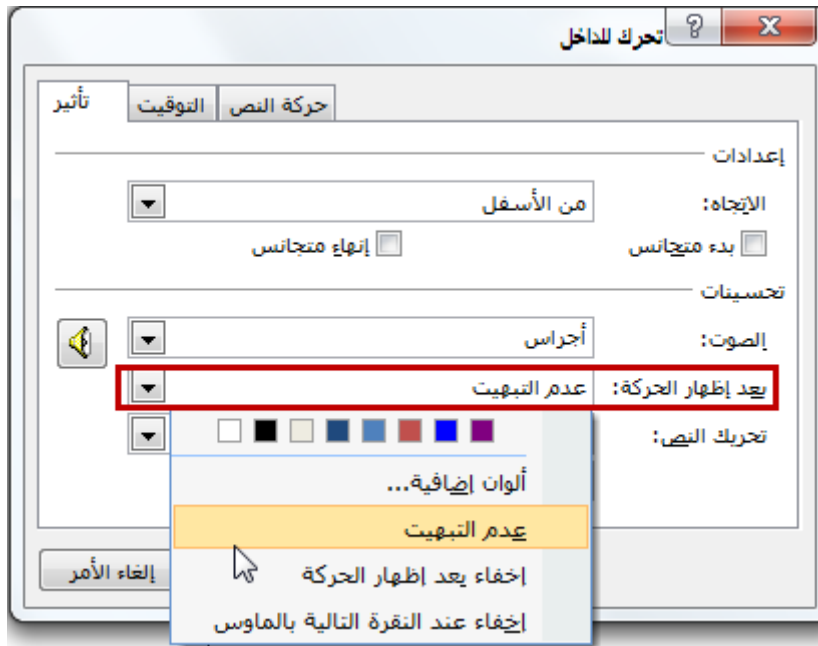 تحرك للداخل
تأثير التوقيت حركة النص
إعدادات
الاتجاه: من الأسفل
بدء متجانس إنهاء متجانس
تحسينات
الصوت: أجراس
بعد إظهار الحركة: عدم التبهيت
تحريك النص:
ألوان إضافية...
عدم التبهيت
إخفاء بعد إظهار الحركة
إخفاء عند النقرة التالية بالماوس
إلغاء الأمر